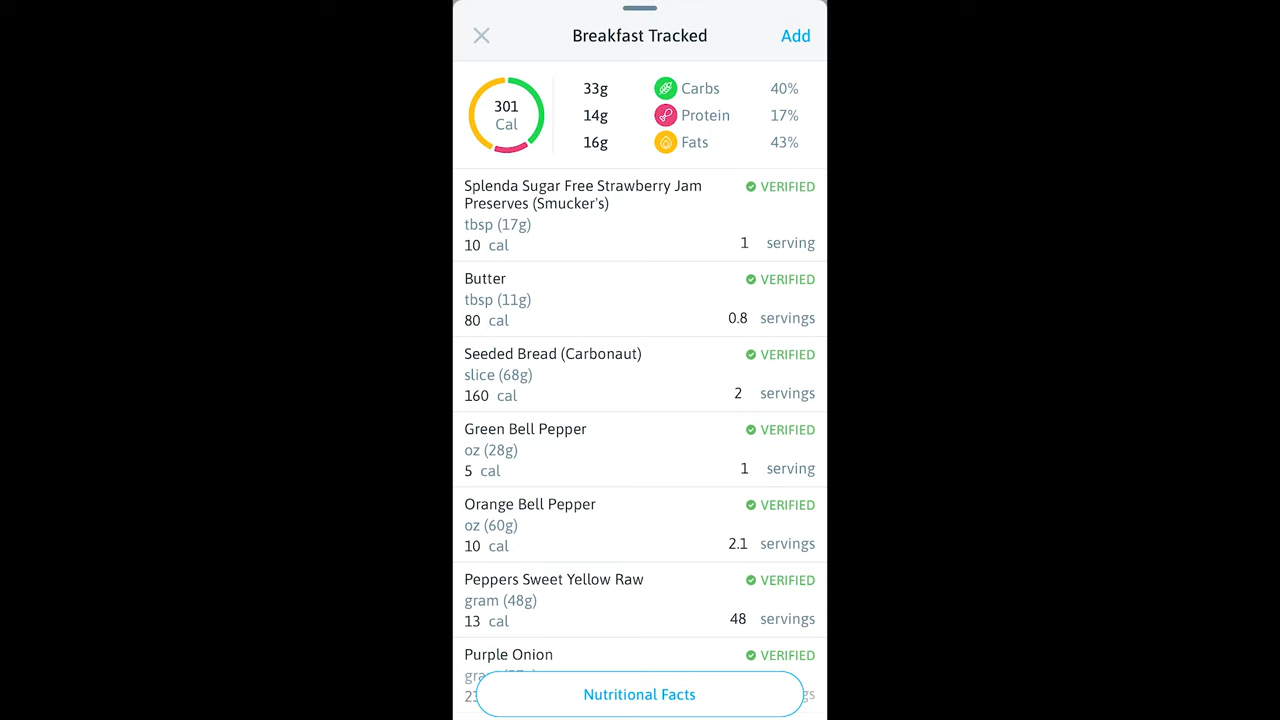 Breakfast Tracked
Add
301
Cal
33g Carbs 40%
14g Protein 17%
16g Fats 43%
Splenda Sugar Free Strawberry Jam
Preserves (Smucker's)
VERIFIED
tbsp (17g)
10 cal
1 serving
Butter
VERIFIED
tbsp (11g)
80 cal
0.8 servings
Seeded Bread (Carbonaut)
VERIFIED
slice (68g)
160 cal
2 servings
Green Bell Pepper
VERIFIED
oz (28g)
5 cal
1 serving
Orange Bell Pepper
VERIFIED
oz (60g)
10 cal
2.1 servings
Peppers Sweet Yellow Raw
VERIFIED
gram (48g)
13 cal
48 servings
Purple Onion
VERIFIED
Nutritional Facts